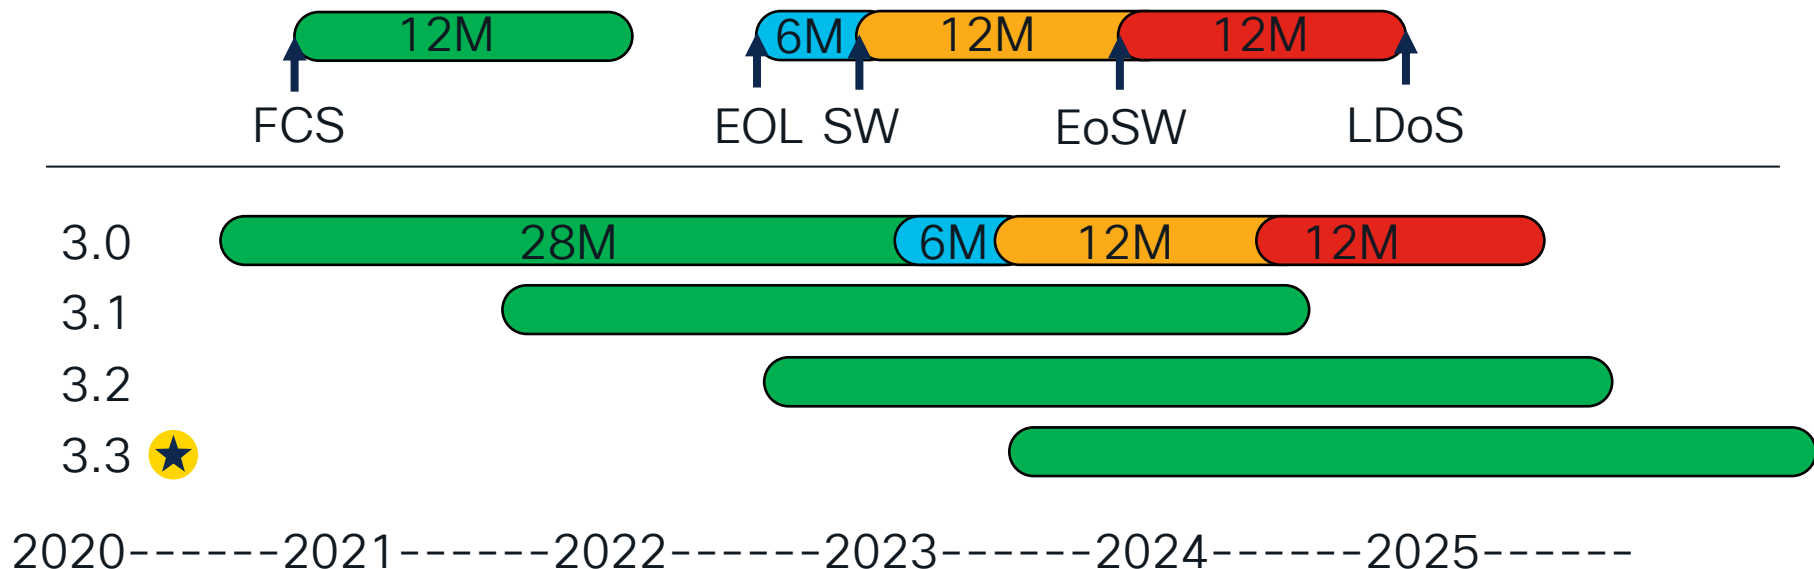 12M 6M 12M 12M
FCS EOL SW EoSW LDoS
3.0 28M 6M 12M 12M
3.1
3.2
3.3
2020------2021------2022------2023------2024------2025------